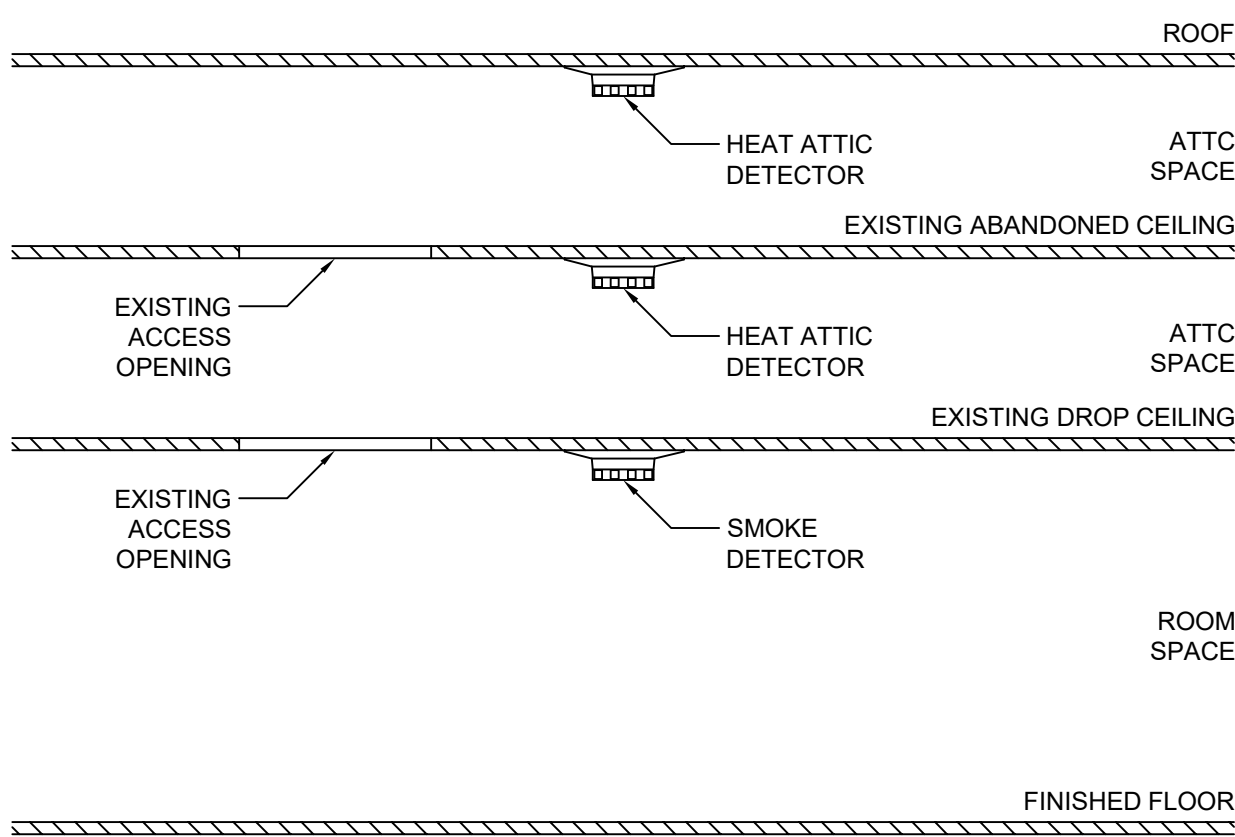 ROOF
HEAT ATTIC
DETECTOR
ATTC
SPACE
EXISTING ABANDONED CEILING
EXISTING
ACCESS
OPENING
HEAT ATTIC
DETECTOR
ATTC
SPACE
EXISTING DROP CEILING
EXISTING
ACCESS
OPENING
SMOKE
DETECTOR
ROOM
SPACE
FINISHED FLOOR